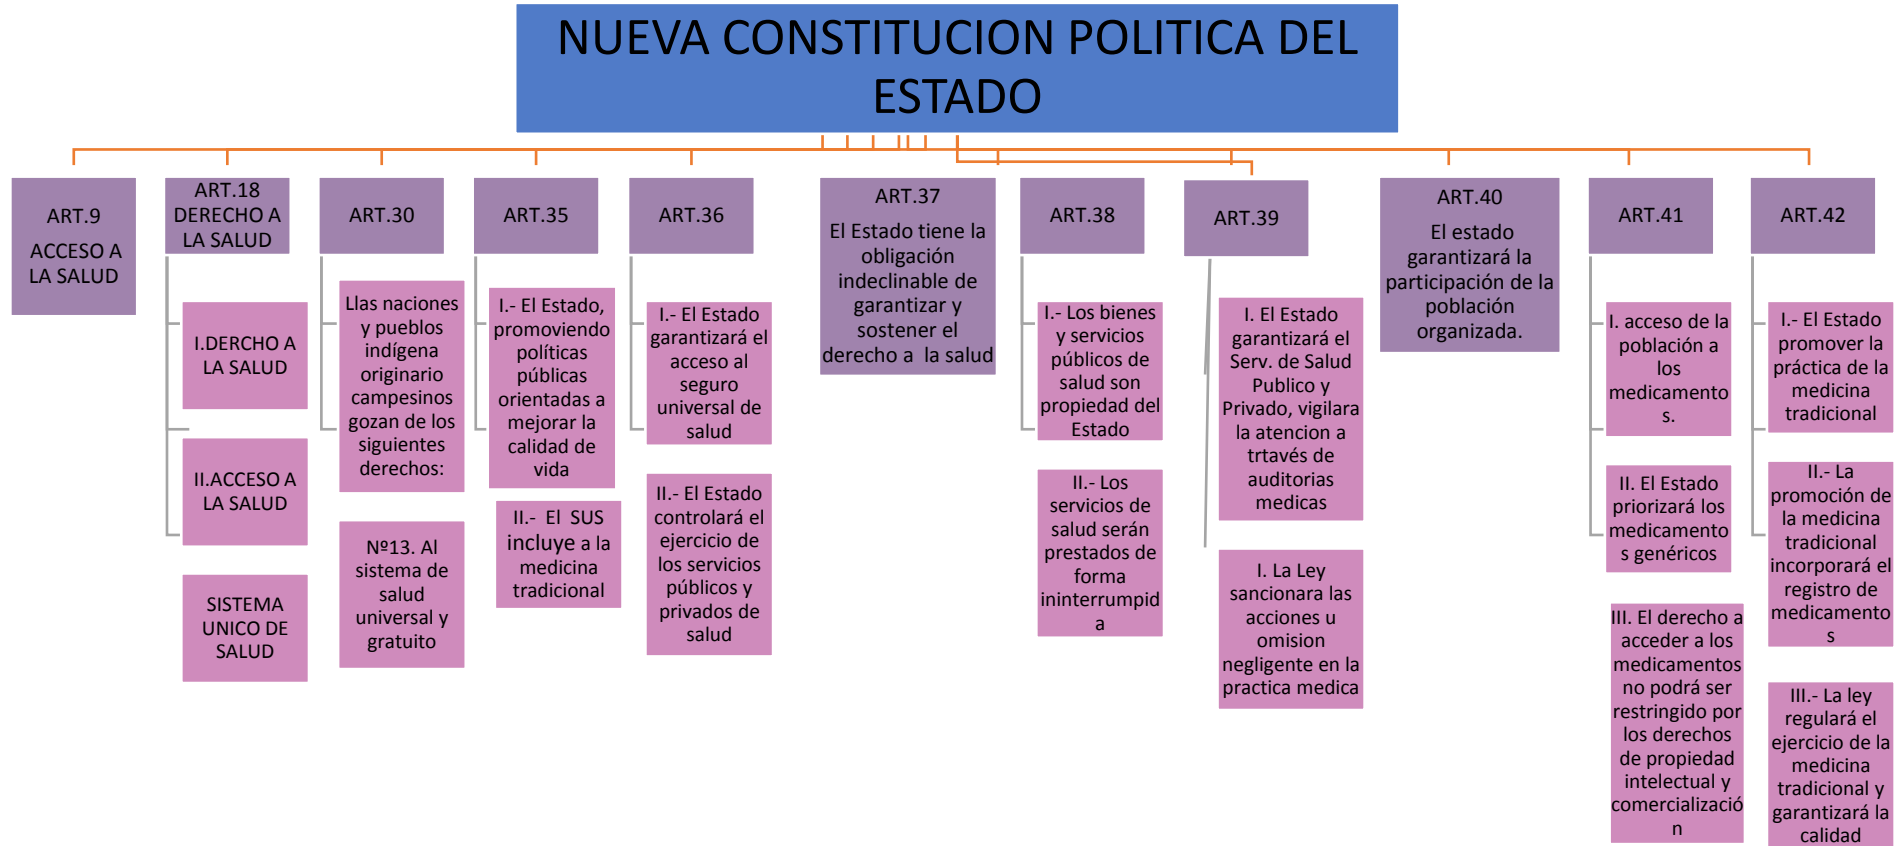 NUEVA CONSTITUCION POLITICA DEL
ESTADO
ART.9
ACCESO A
LA SALUD
ART.18
DERECHO A
LA SALUD
I.DERCHO A
LA SALUD
II.ACCESO A
LA SALUD
SISTEMA
UNICO DE
SALUD
ART.30
Llas naciones
y pueblos
indígena
originario
campesinos
gozan de los
siguientes
derechos:
Nº13. Al
sistema de
salud
universal y
gratuito
ART.35
I.- El Estado,
promoviendo
políticas
públicas
orientadas a
mejorar la
calidad de
vida
II.- El SUS
incluye a la
medicina
tradicional
ART.36
I.- El Estado
garantizará el
acceso al
seguro
universal de
salud
II.- El Estado
controlará el
ejercicio de
los servicios
públicos y
privados de
salud
ART.37
El Estado tiene la
obligación
indeclinable de
garantizar y
sostener el
derecho a la salud
ART.38
I.- Los bienes
y servicios
públicos de
salud son
propiedad del
Estado
II.- Los
servicios de
salud serán
prestados de
forma
ininterrumpid
a
ART.39
I. El Estado
garantizará el
Serv. de Salud
Publico y
Privado, vigilara
la atencion a
trtavés de
auditorias
medicas
I. La Ley
sancionara las
acciones u
omision
negligente en la
practica medica
ART.40
El estado
garantizará la
participación de la
población
organizada.
ART.41
I. acceso de la
población a
los
medicamento
s.
II. El Estado
priorizará los
medicamento
s genéricos
III. El derecho a
acceder a los
medicamentos
no podrá ser
restringido por
los derechos
de propiedad
intelectual y
comercializació
n
ART.42
I.- El Estado
promover la
práctica de la
medicina
tradicional
II.- La
promoción de
la medicina
tradicional
incorporará el
registro de
medicamento
s
III.- La ley
regulará el
ejercicio de la
medicina
tradicional y
garantizará la
calidad